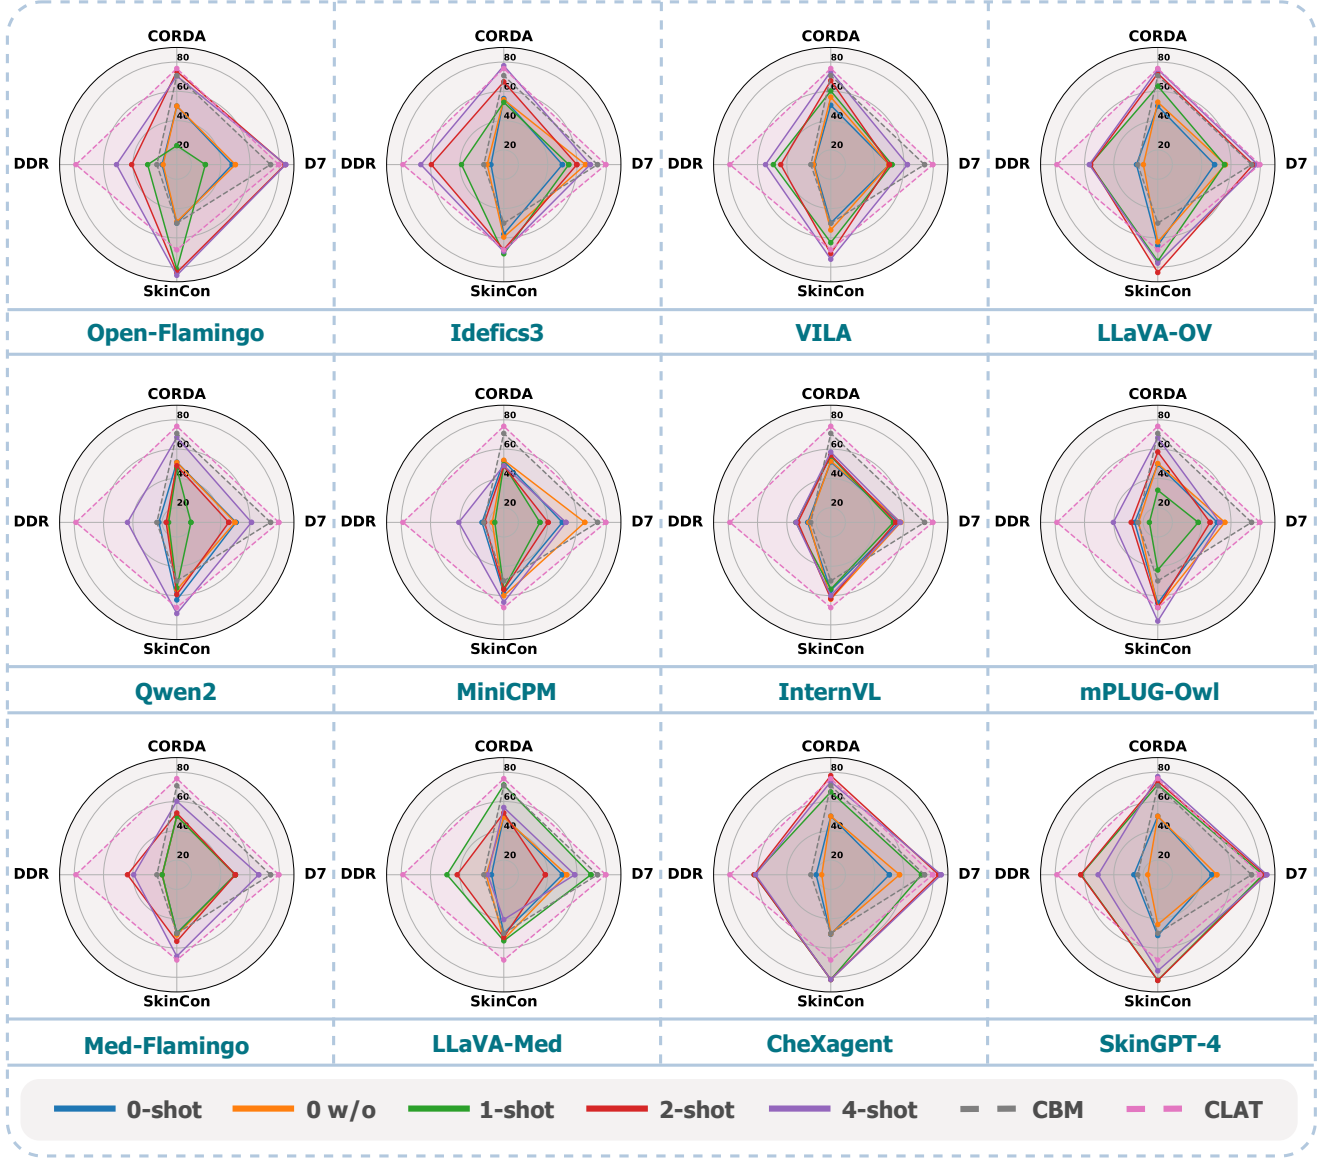 CORDA
CORDA
CORDA
CORDA
80
80
80
80
60
60
60
60
40
40
40
40
20
20
20
20
DDR
D7
DDR
D7
DDR
D7
DDR
D7
SkinCon
SkinCon
SkinCon
SkinCon
Open-Flamingo
Idefics3
VILA
LLaVA-OV
CORDA
CORDA
CORDA
CORDA
80
80
80
80
60
60
60
60
40
40
40
40
20
20
20
20
DDR
D7
DDR
D7
DDR
D7
DDR
D7
SkinCon
SkinCon
SkinCon
SkinCon
Qwen2
MiniCPM
InternVL
mPLUG-Owl
CORDA
CORDA
CORDA
CORDA
80
80
80
80
60
60
60
60
40
40
40
40
20
20
20
20
DDR
D7
DDR
D7
DDR
D7
DDR
D7
SkinCon
SkinCon
SkinCon
SkinCon
Med-Flamingo
LLaVA-Med
CheXagent
SkinGPT-4
0-shot
0 w/o
1-shot
2-shot
4-shot
CBM
CLAT